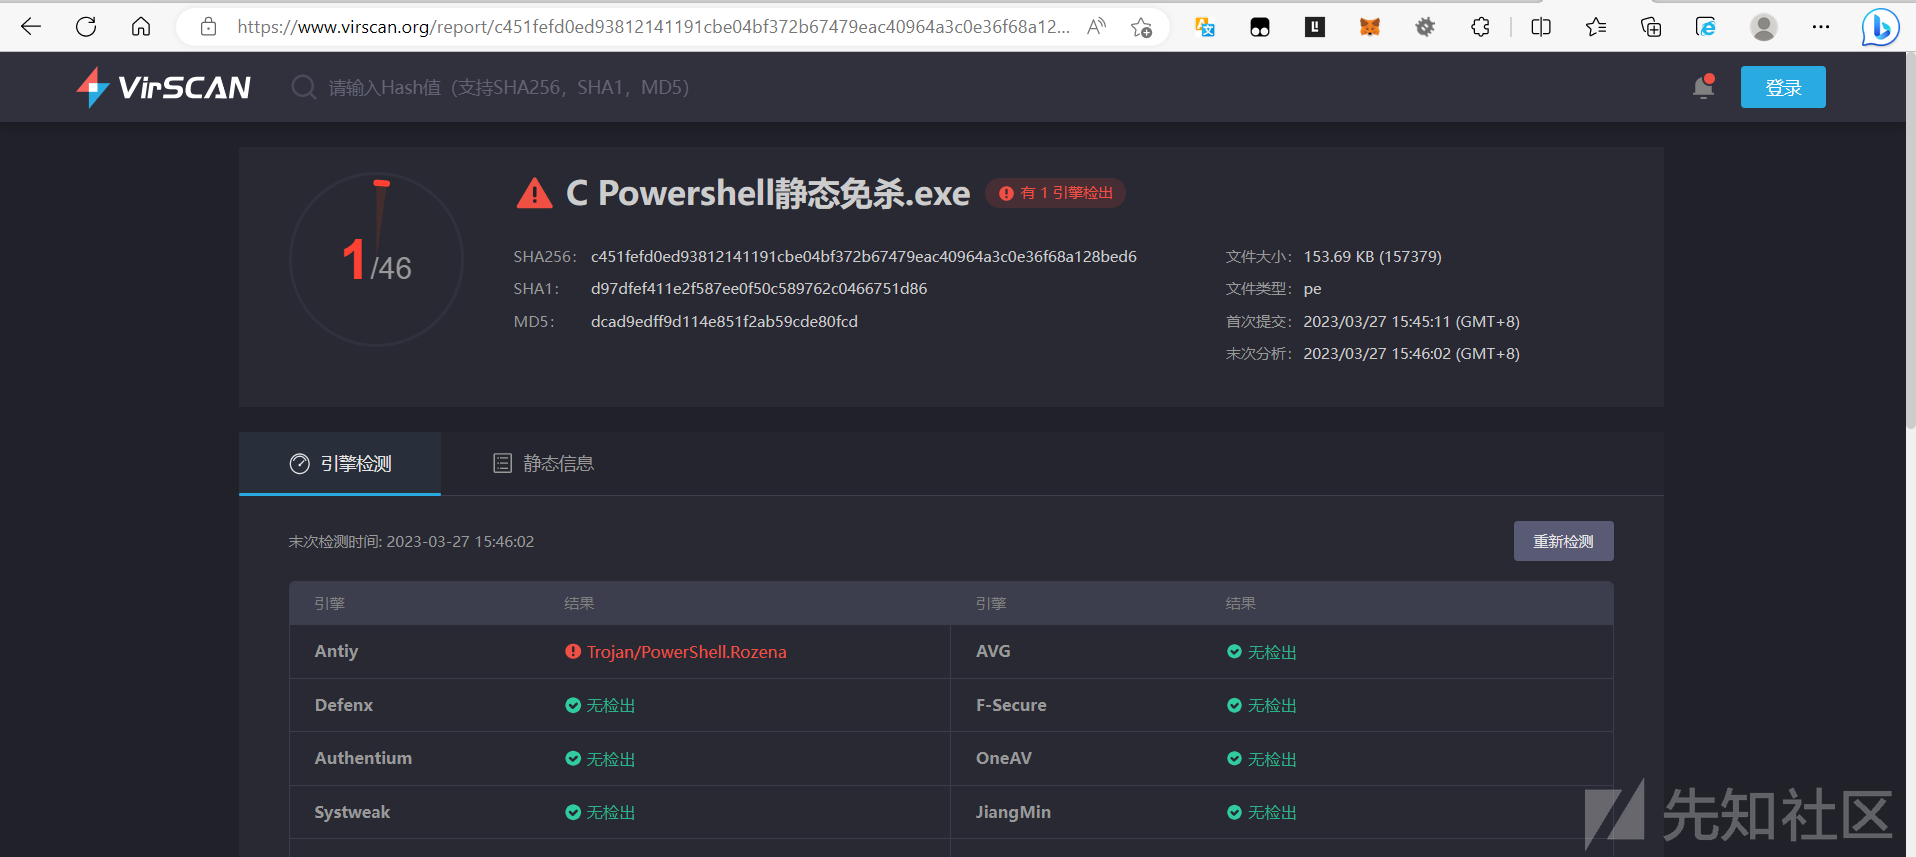 https://www.virscan.org/report/c451fefd0ed93812141191cbe04bf372b67479eac40964a3c0e36f68a12...
VirSCAN
请输入Hash值（支持SHA256，SHA1，MD5）
登录
1/46
C Powershell静态免杀.exe
有 1 引擎检出
SHA256： c451fefd0ed93812141191cbe04bf372b67479eac40964a3c0e36f68a128bed6
文件大小： 153.69 KB (157379)
SHA1： d97dfef411e2f587ee0f50c589762c0466751d86
文件类型： pe
MD5： dcad9edff9d114e851f2ab59cde80fcd
首次提交： 2023/03/27 15:45:11 (GMT+8)
末次分析： 2023/03/27 15:46:02 (GMT+8)
引擎检测 静态信息
末次检测时间: 2023-03-27 15:46:02
重新检测
引擎 结果 引擎 结果
Antiy Trojan/PowerShell.Rozena AVG 无检出
Defenx 无检出 F-Secure 无检出
Authentium 无检出 OneAV 无检出
Systweak 无检出 JiangMin 无检出
先知社区